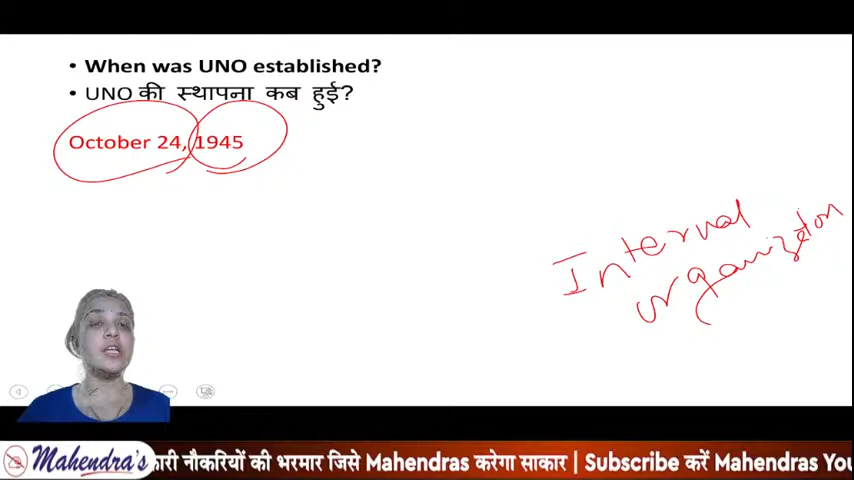 • When was UNO established?
• UNO की स्थापना कब हुई?
October 24, 1945
Internal
organization
Mahendra's
कारी नौकरियों की भरमार जिसे Mahendras करेगा साकार | Subscribe करें Mahendras You